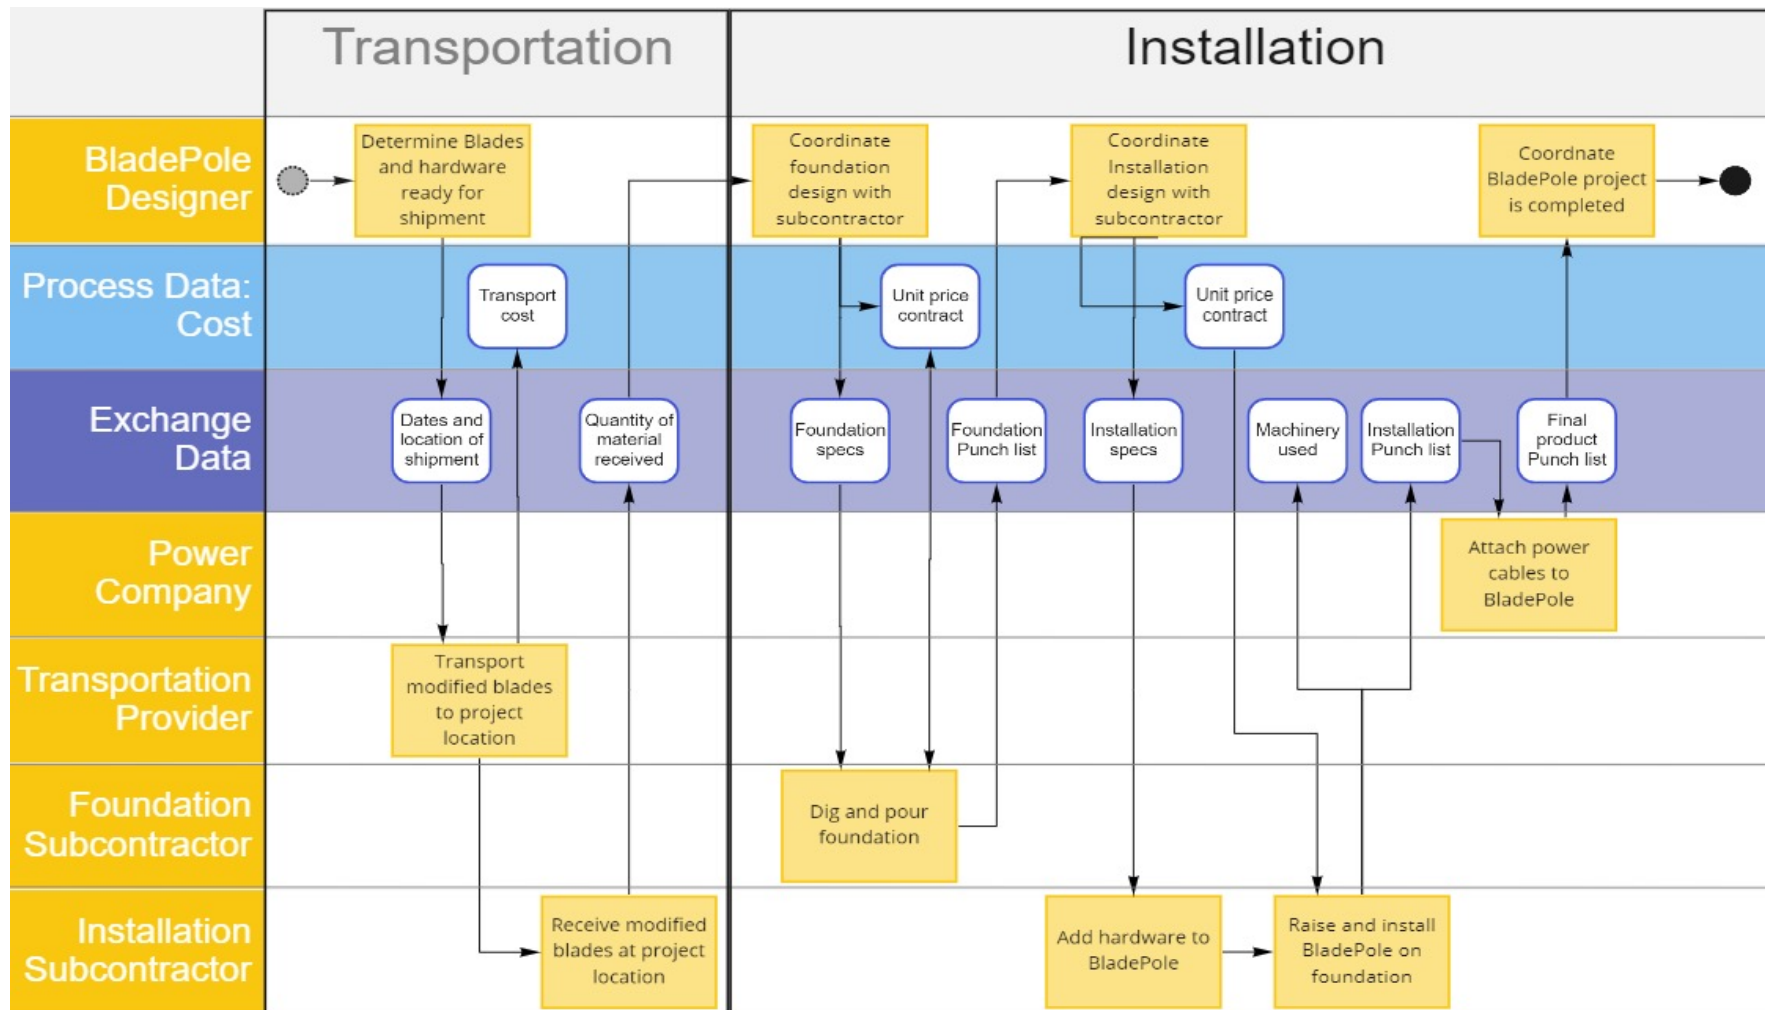 Transportation
Installation
BladePole
Designer
Determine Blades
and hardware
ready for
shipment
Coordinate
foundation
design with
subcontractor
Coordinate
Installation
design with
subcontractor
Coordnate
BladePole project
is completed
Process Data:
Cost
Transport
cost
Unit price
contract
Unit price
contract
Exchange
Data
Dates and
location of
shipment
Quantity of
material
received
Foundation
specs
Foundation
Punch list
Installation
specs
Machinery
used
Installation
Punch list
Final
product
Punch list
Power
Company
Attach power
cables to
BladePole
Transportation
Provider
Transport
modified blades
to project
location
Foundation
Subcontractor
Dig and pour
foundation
Installation
Subcontractor
Receive modified
blades at project
location
Add hardware to
BladePole
Raise and install
BladePole on
foundation